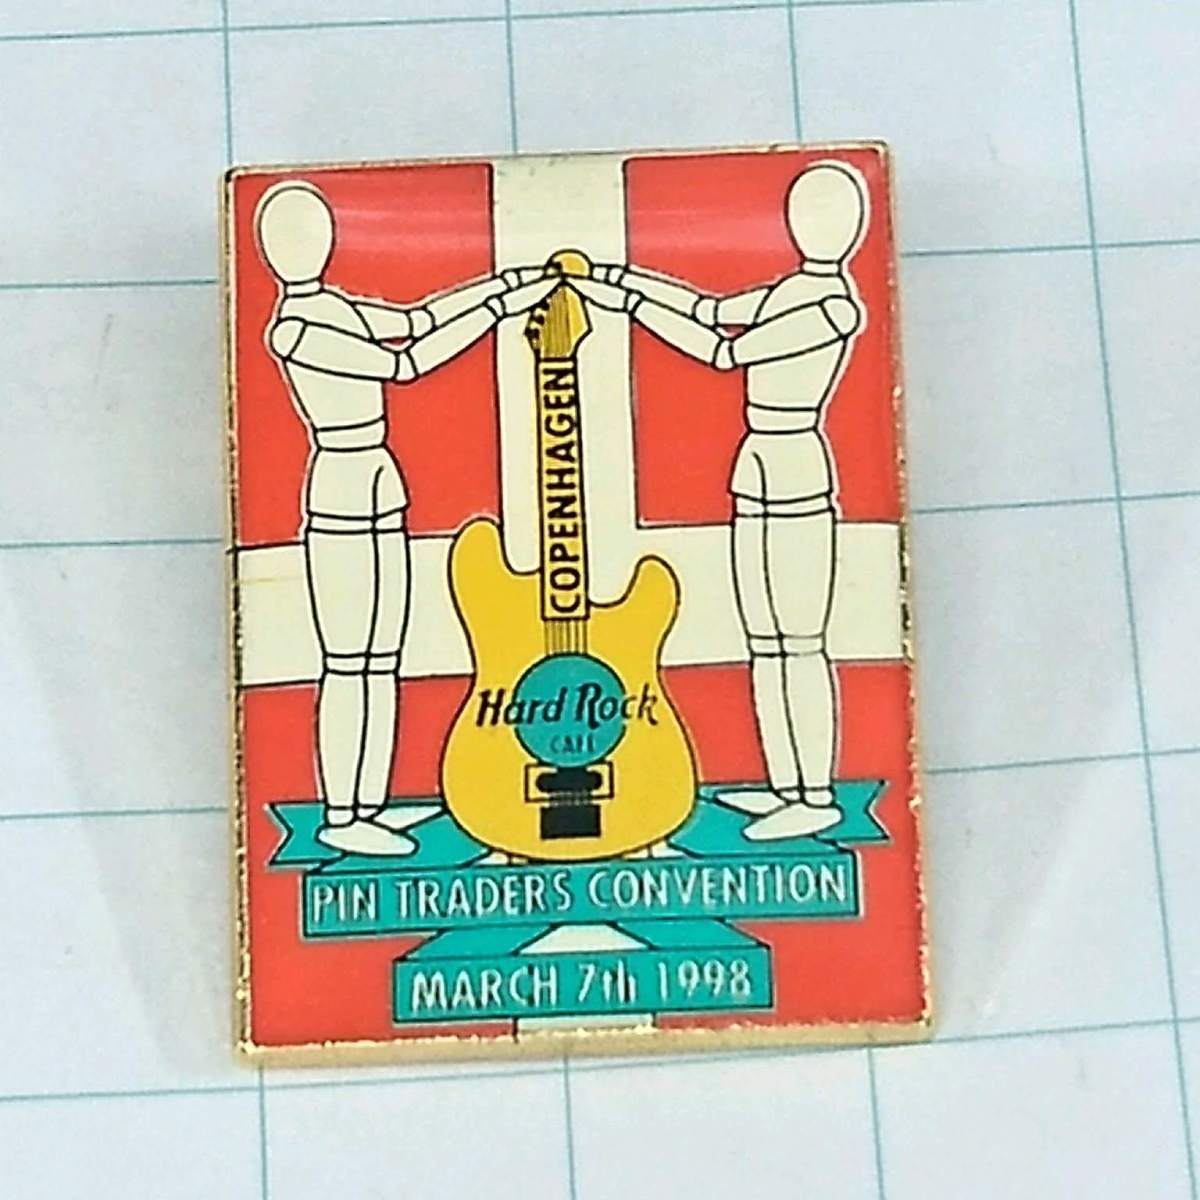 COPENHAGEN
Hard Rock
CAFE
PIN TRADERS CONVENTION
MARCH 7th 1998